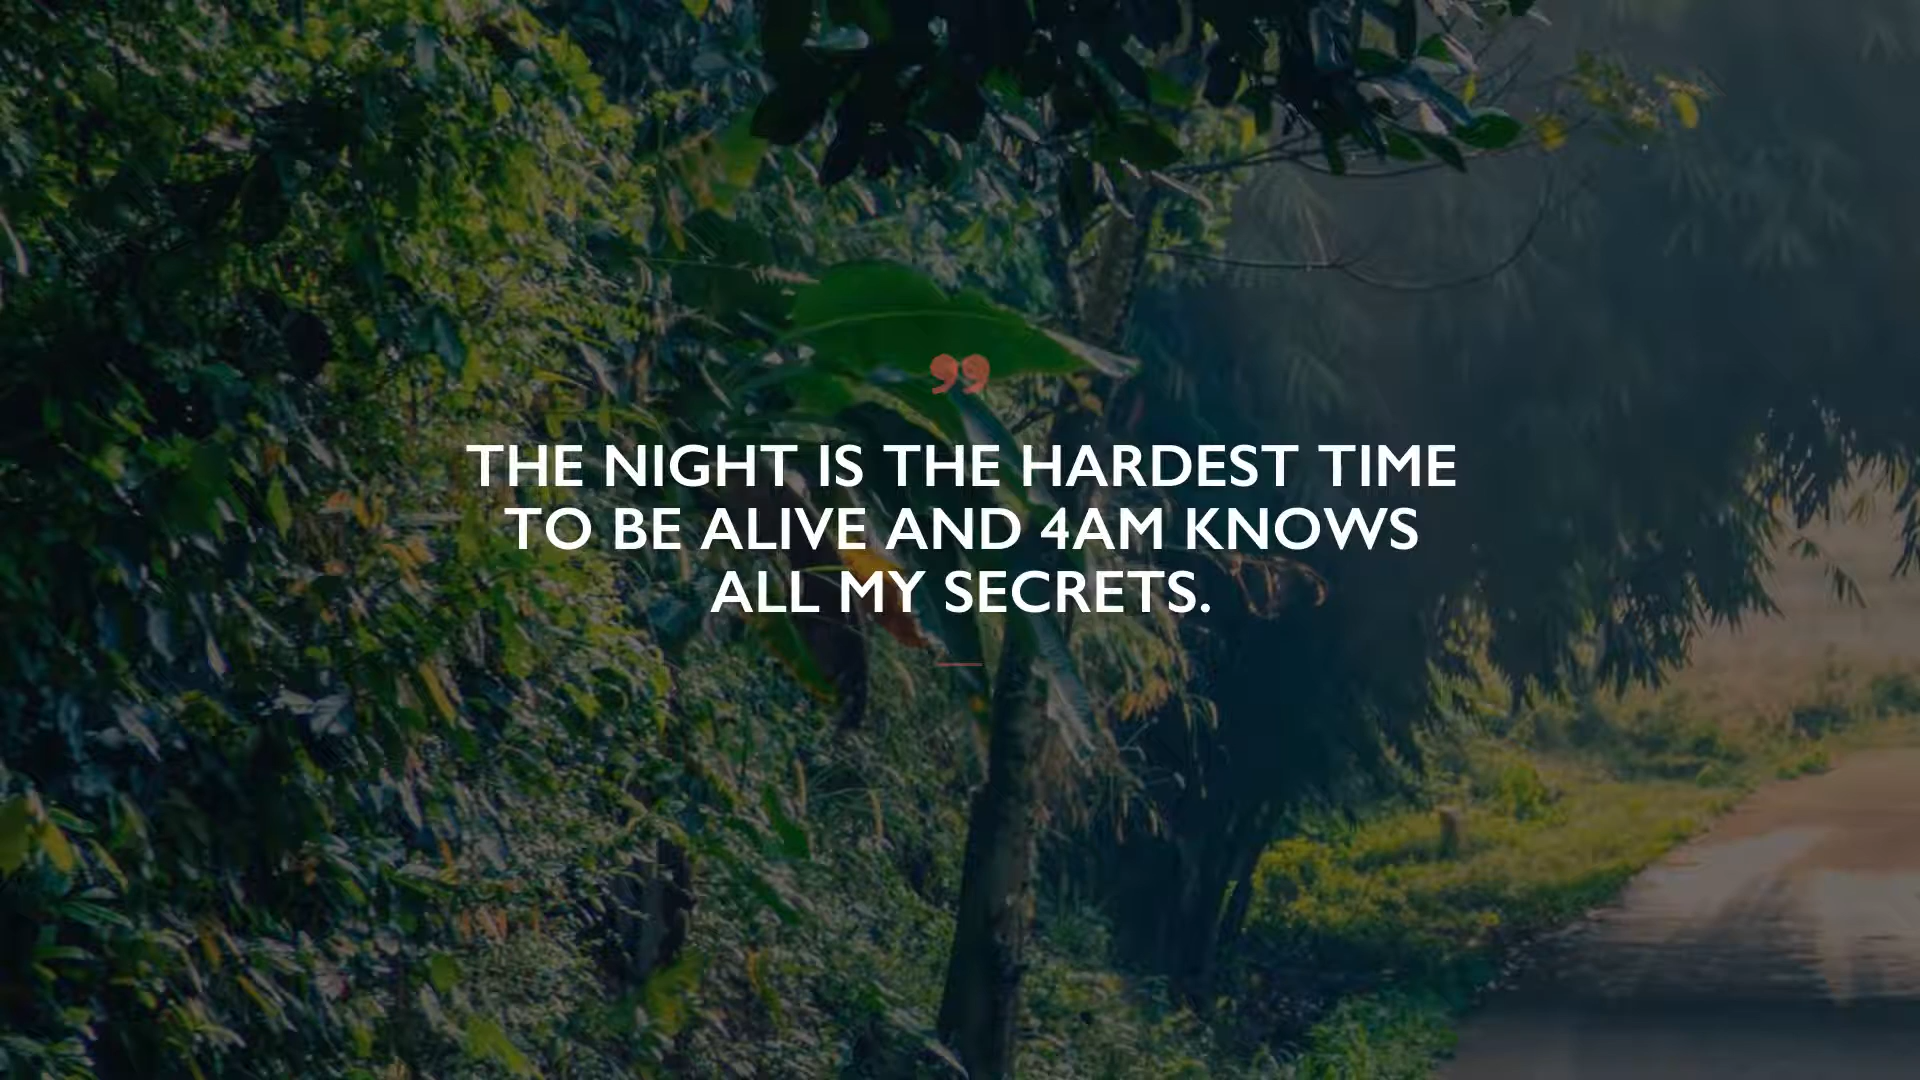 ”
THE NIGHT IS THE HARDEST TIME
TO BE ALIVE AND 4AM KNOWS
ALL MY SECRETS.